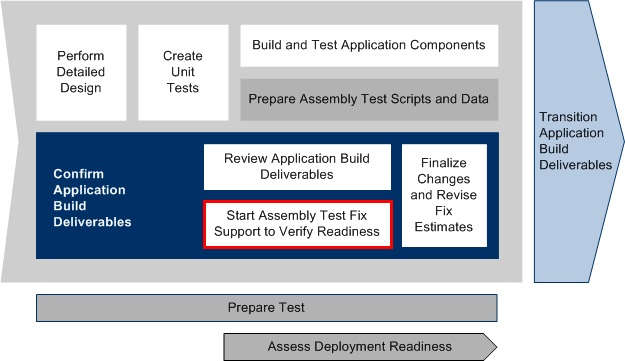 Perform
Detailed
Design
Create
Unit
Tests
Build and Test Application Components
Prepare Assembly Test Scripts and Data
Confirm
Application
Build
Deliverables
Review Application Build
Deliverables
Start Assembly Test Fix
Support to Verify Readiness
Finalize
Changes
and Revise
Fix
Estimates
Transition
Application
Build
Deliverables
Prepare Test
Assess Deployment Readiness